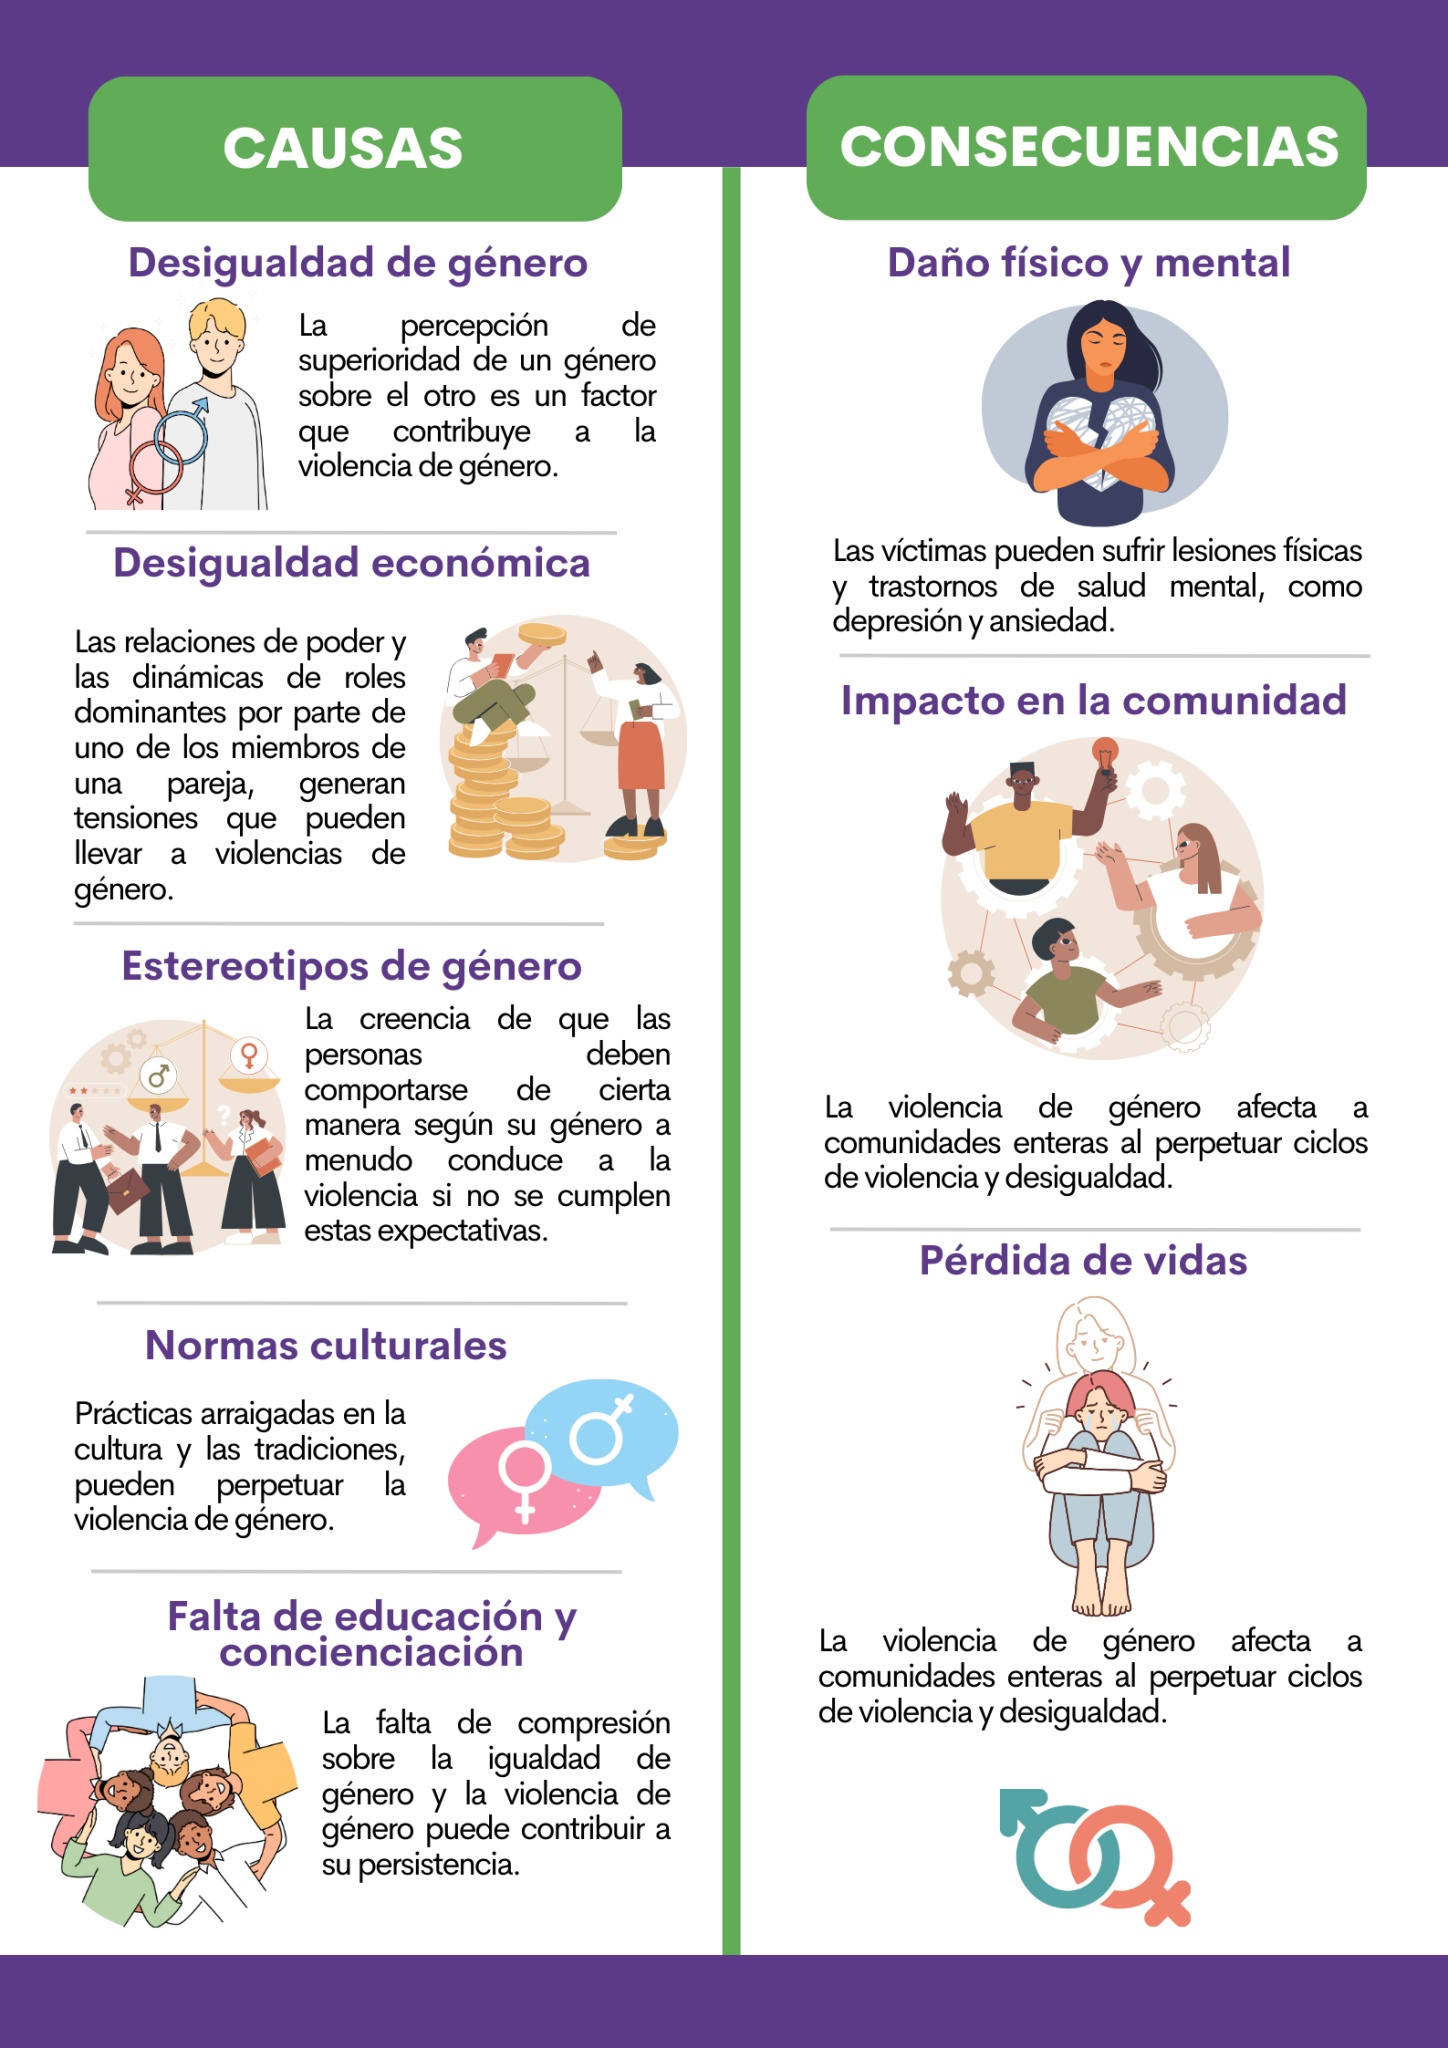 CAUSAS
Desigualdad de género
La percepción de
superioridad de un género
sobre el otro es un factor
que contribuye a la
violencia de género.
Desigualdad económica
Las relaciones de poder y
las dinámicas de roles
dominantes por parte de
uno de los miembros de
una pareja, generan
tensiones que pueden
llevar a violencias de
género.
Estereotipos de género
La creencia de que las
personas deben
comportarse de cierta
manera según su género a
menudo conduce a la
violencia si no se cumplen
estas expectativas.
Normas culturales
Prácticas arraigadas en la
cultura y las tradiciones,
pueden perpetuar la
violencia de género.
Falta de educación y
concienciación
La falta de compresión
sobre la igualdad de
género y la violencia de
género puede contribuir a
su persistencia.
CONSECUENCIAS
Daño físico y mental
Las víctimas pueden sufrir lesiones físicas
y trastornos de salud mental, como
depresión y ansiedad.
Impacto en la comunidad
La violencia de género afecta a
comunidades enteras al perpetuar ciclos
de violencia y desigualdad.
Pérdida de vidas
La violencia de género afecta a
comunidades enteras al perpetuar ciclos
de violencia y desigualdad.